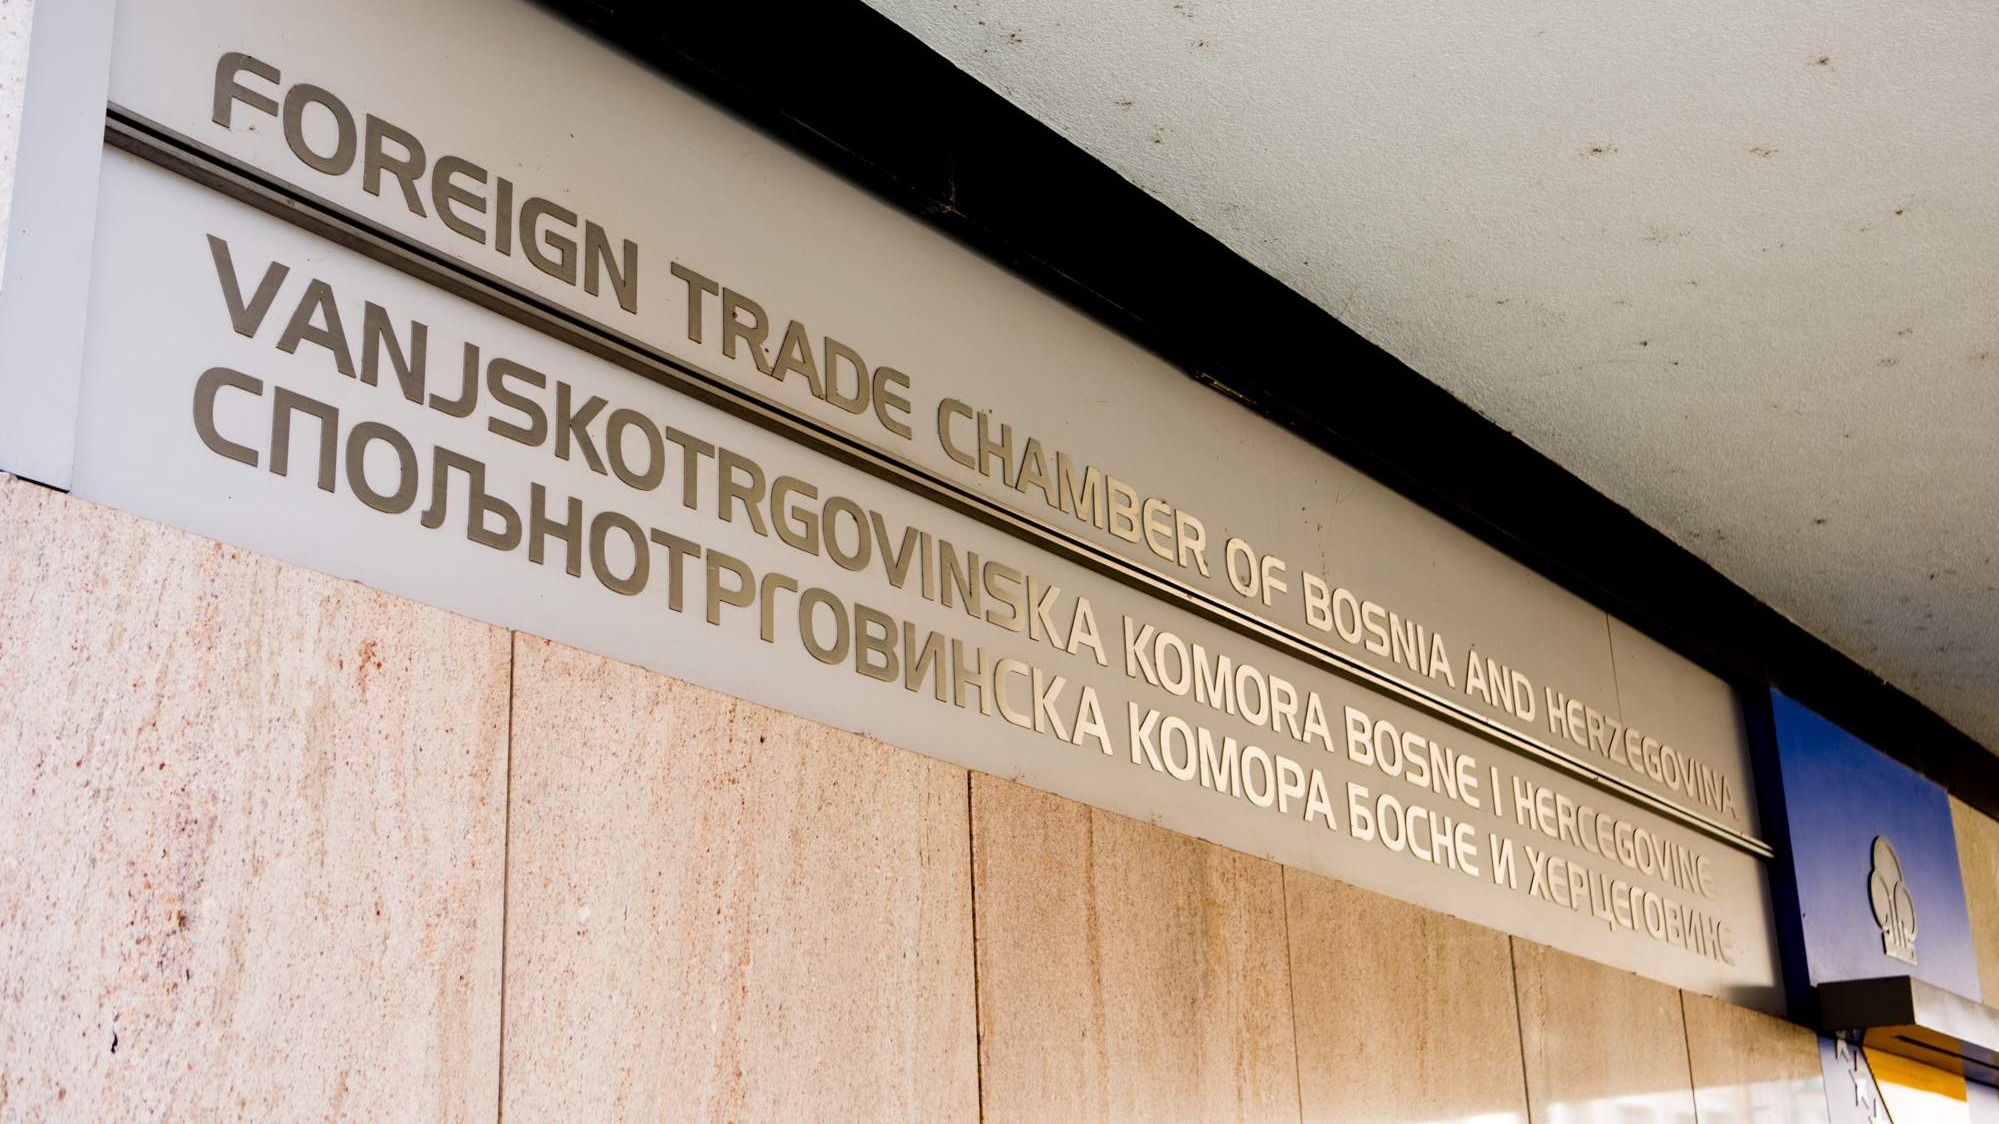 FOREIGN TRADE CHAMBER OF BOSNIA AND HERZEGOVINA
VANJSKOTRGOVINSKA KOMORA BOSNE I HERCEGOVINE
СПОЉНОТРГОВИНСКА КОМОРА БОСНЕ И ХЕРЦЕГОВИНЕ